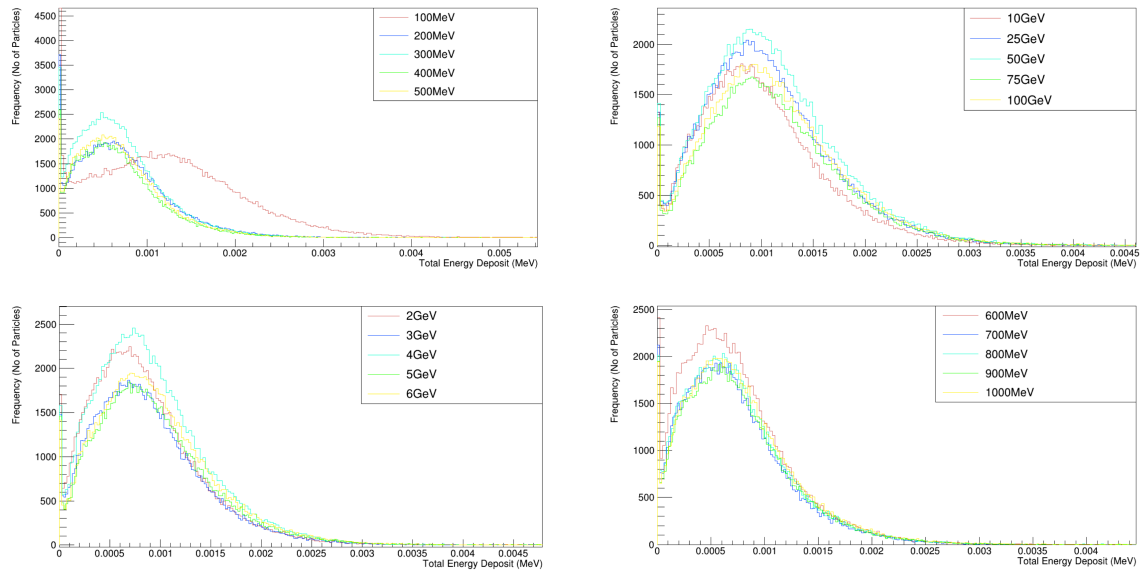 Frequency (No of Particles)
4500
4000
3500
3000
2500
2000
1500
1000
500
0
100MeV
200MeV
300MeV
400MeV
500MeV
0 0.001 0.002 0.003 0.004 0.005
Total Energy Deposit (MeV)
Frequency (No of Particles)
2000
1500
1000
500
0
10GeV
25GeV
50GeV
75GeV
100GeV
0 0.0005 0.001 0.0015 0.002 0.0025 0.003 0.0035 0.004 0.0045
Total Energy Deposit (MeV)
Frequency (No of Particles)
2500
2000
1500
1000
500
0
2GeV
3GeV
4GeV
5GeV
6GeV
0 0.0005 0.001 0.0015 0.002 0.0025 0.003 0.0035 0.004 0.0045
Total Energy Deposit (MeV)
Frequency (No of Particles)
2500
2000
1500
1000
500
0
600MeV
700MeV
800MeV
900MeV
1000MeV
0 0.0005 0.001 0.0015 0.002 0.0025 0.003 0.0035 0.004
Total Energy Deposit (MeV)